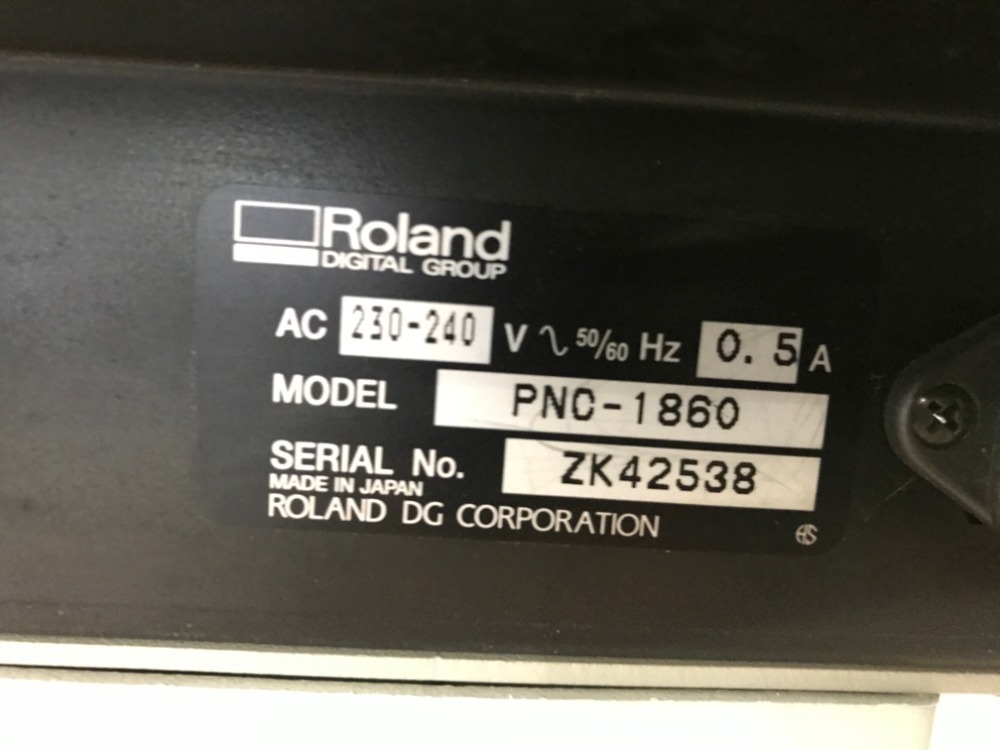 Roland
DIGITAL GROUP
AC 230-240 V ∿ 50/60 Hz 0.5 A
MODEL PNC-1860
SERIAL No. ZK42538
MADE IN JAPAN
ROLAND DG CORPORATION